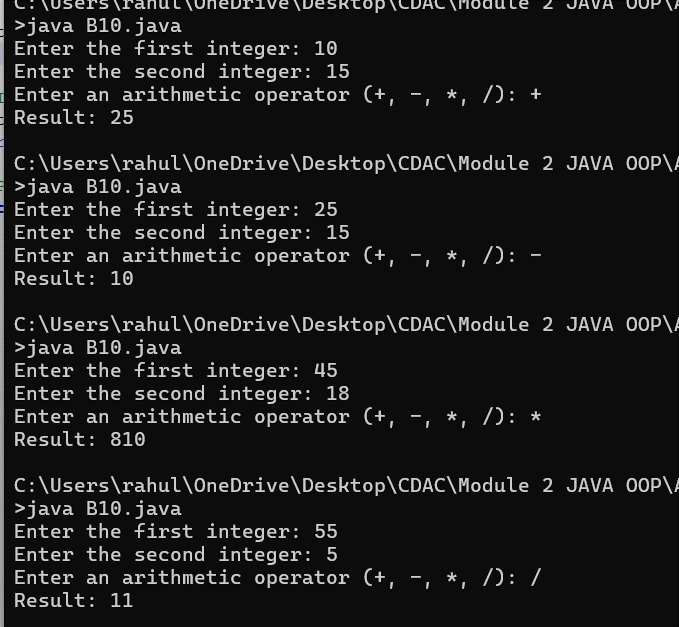 C:\Users\rahul\OneDrive\Desktop\CDAC\Module 2 JAVA OOP\A
>java B10.java
Enter the first integer: 10
Enter the second integer: 15
Enter an arithmetic operator (+, -, *, /): +
Result: 25
C:\Users\rahul\OneDrive\Desktop\CDAC\Module 2 JAVA OOP\A
>java B10.java
Enter the first integer: 25
Enter the second integer: 15
Enter an arithmetic operator (+, -, *, /): -
Result: 10
C:\Users\rahul\OneDrive\Desktop\CDAC\Module 2 JAVA OOP\A
>java B10.java
Enter the first integer: 45
Enter the second integer: 18
Enter an arithmetic operator (+, -, *, /): *
Result: 810
C:\Users\rahul\OneDrive\Desktop\CDAC\Module 2 JAVA OOP\A
>java B10.java
Enter the first integer: 55
Enter the second integer: 5
Enter an arithmetic operator (+, -, *, /): /
Result: 11